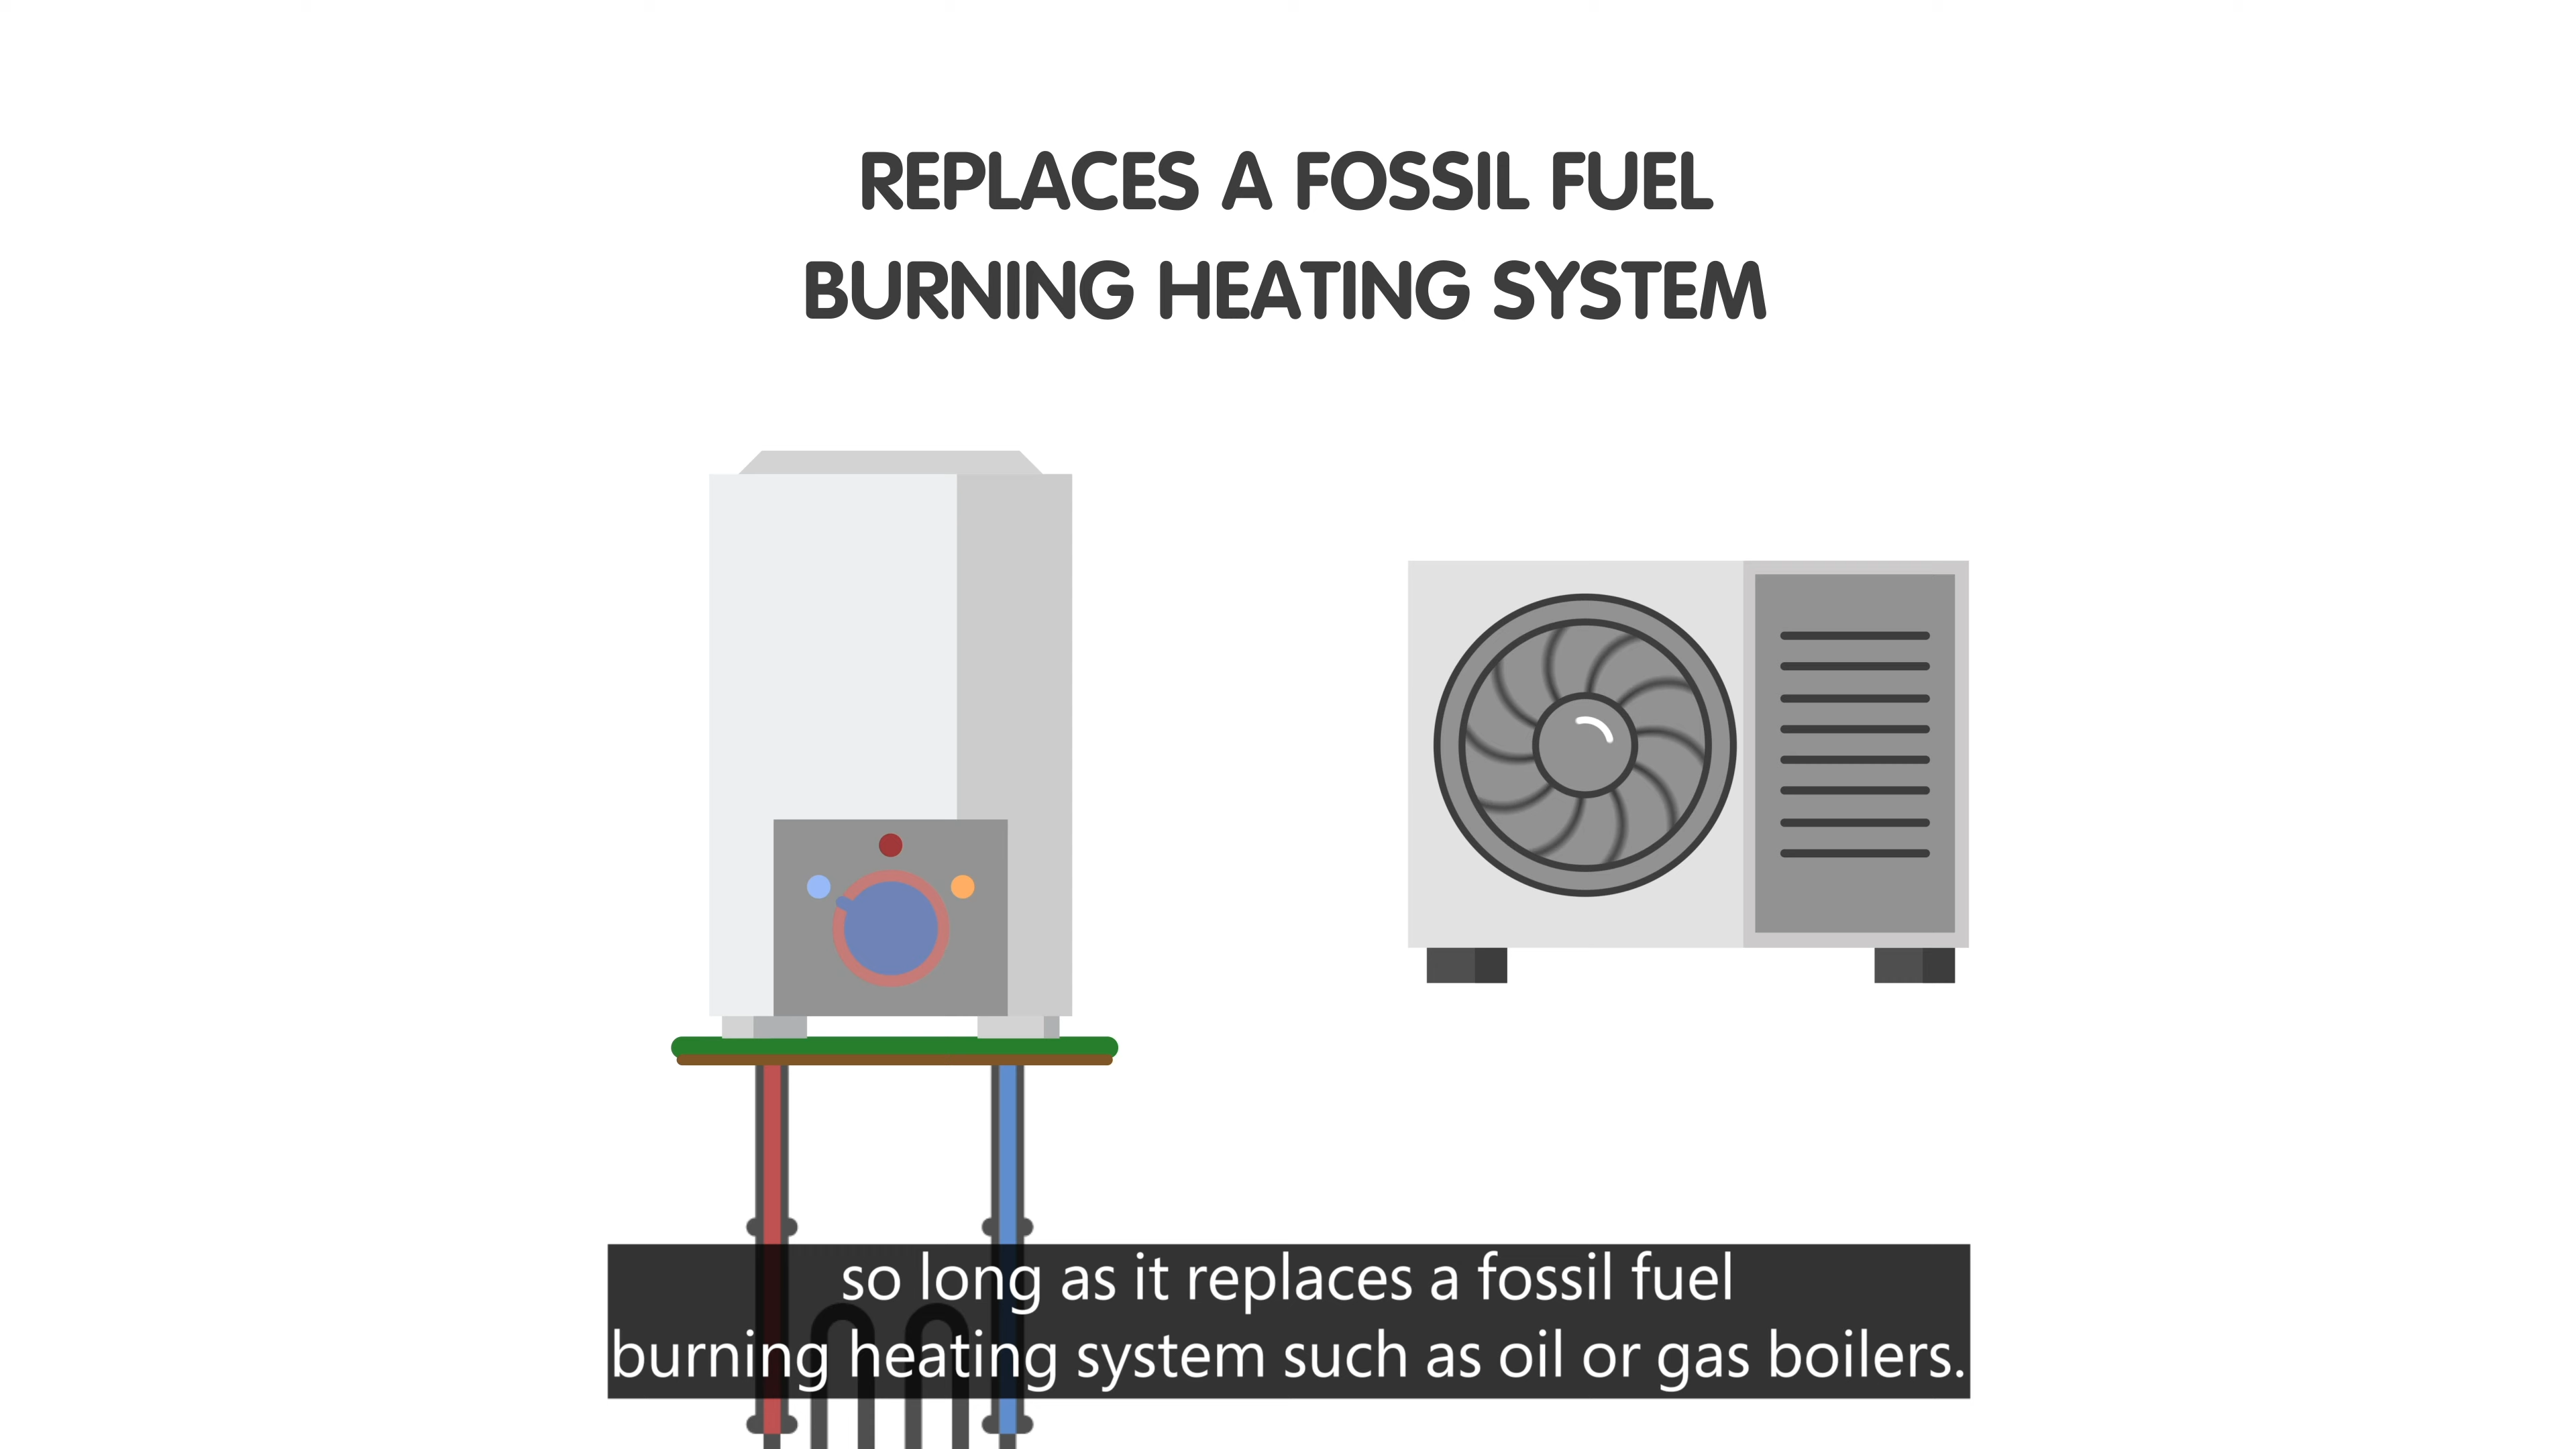 REPLACES A FOSSIL FUEL
BURNING HEATING SYSTEM
so long as it replaces a fossil fuel
burning heating system such as oil or gas boilers.